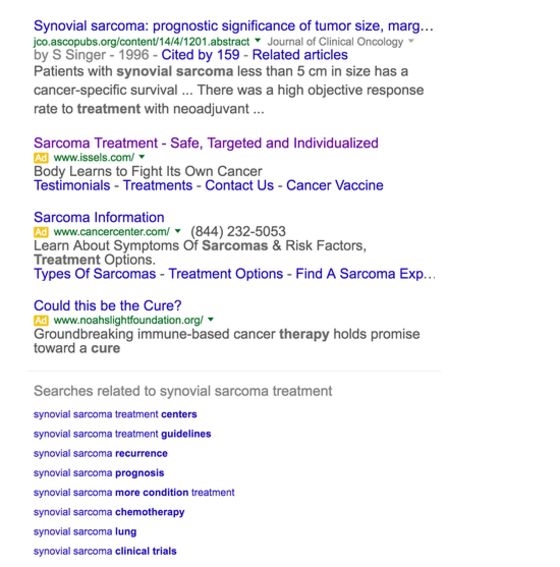 Synovial sarcoma: prognostic significance of tumor size, marg...
jco.ascopubs.org/content/14/4/1201.abstract ▼ Journal of Clinical Oncology ▼
by S Singer - 1996 - Cited by 159 - Related articles
Patients with synovial sarcoma less than 5 cm in size has a
cancer-specific survival ... There was a high objective response
rate to treatment with neoadjuvant ...
Sarcoma Treatment - Safe, Targeted and Individualized
Ad www.issels.com/ ▼
Body Learns to Fight Its Own Cancer
Testimonials - Treatments - Contact Us - Cancer Vaccine
Sarcoma Information
Ad www.cancercenter.com/ ▼ (844) 232-5053
Learn About Symptoms Of Sarcomas & Risk Factors,
Treatment Options.
Types Of Sarcomas - Treatment Options - Find A Sarcoma Exp...
Could this be the Cure?
Ad www.noahslightfoundation.org/ ▼
Groundbreaking immune-based cancer therapy holds promise
toward a cure
Searches related to synovial sarcoma treatment
synovial sarcoma treatment centers
synovial sarcoma treatment guidelines
synovial sarcoma recurrence
synovial sarcoma prognosis
synovial sarcoma more condition treatment
synovial sarcoma chemotherapy
synovial sarcoma lung
synovial sarcoma clinical trials